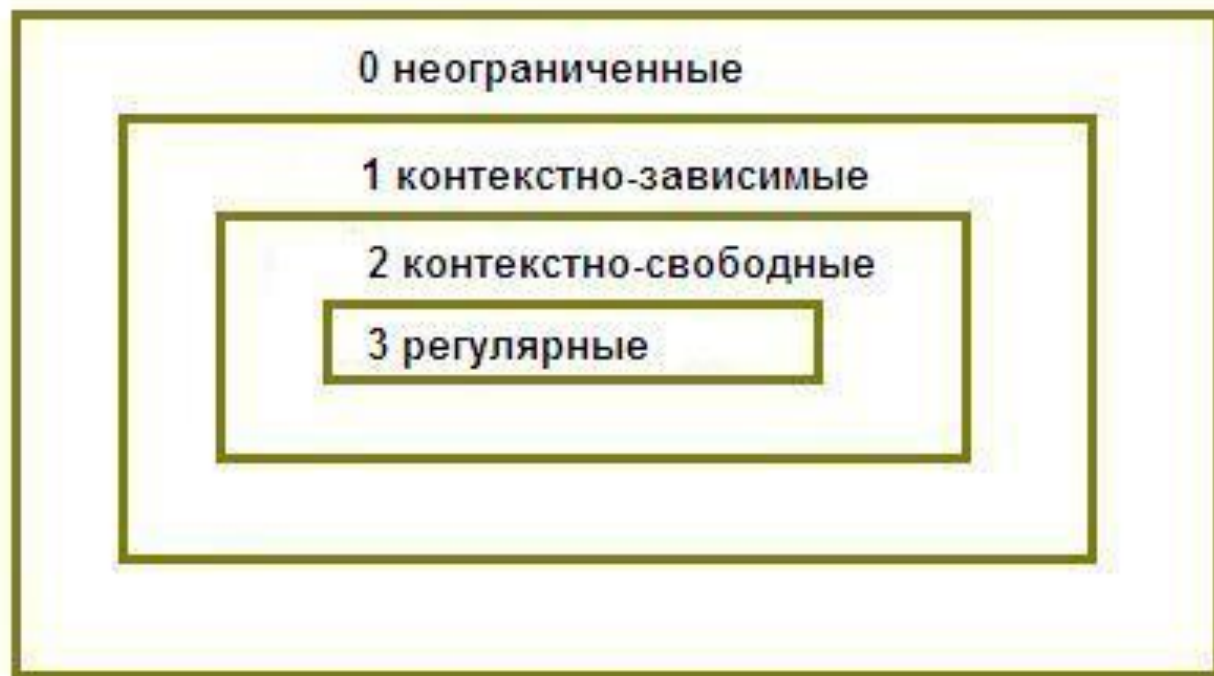 0 неограниченные
1 контекстно-зависимые
2 контекстно-свободные
3 регулярные